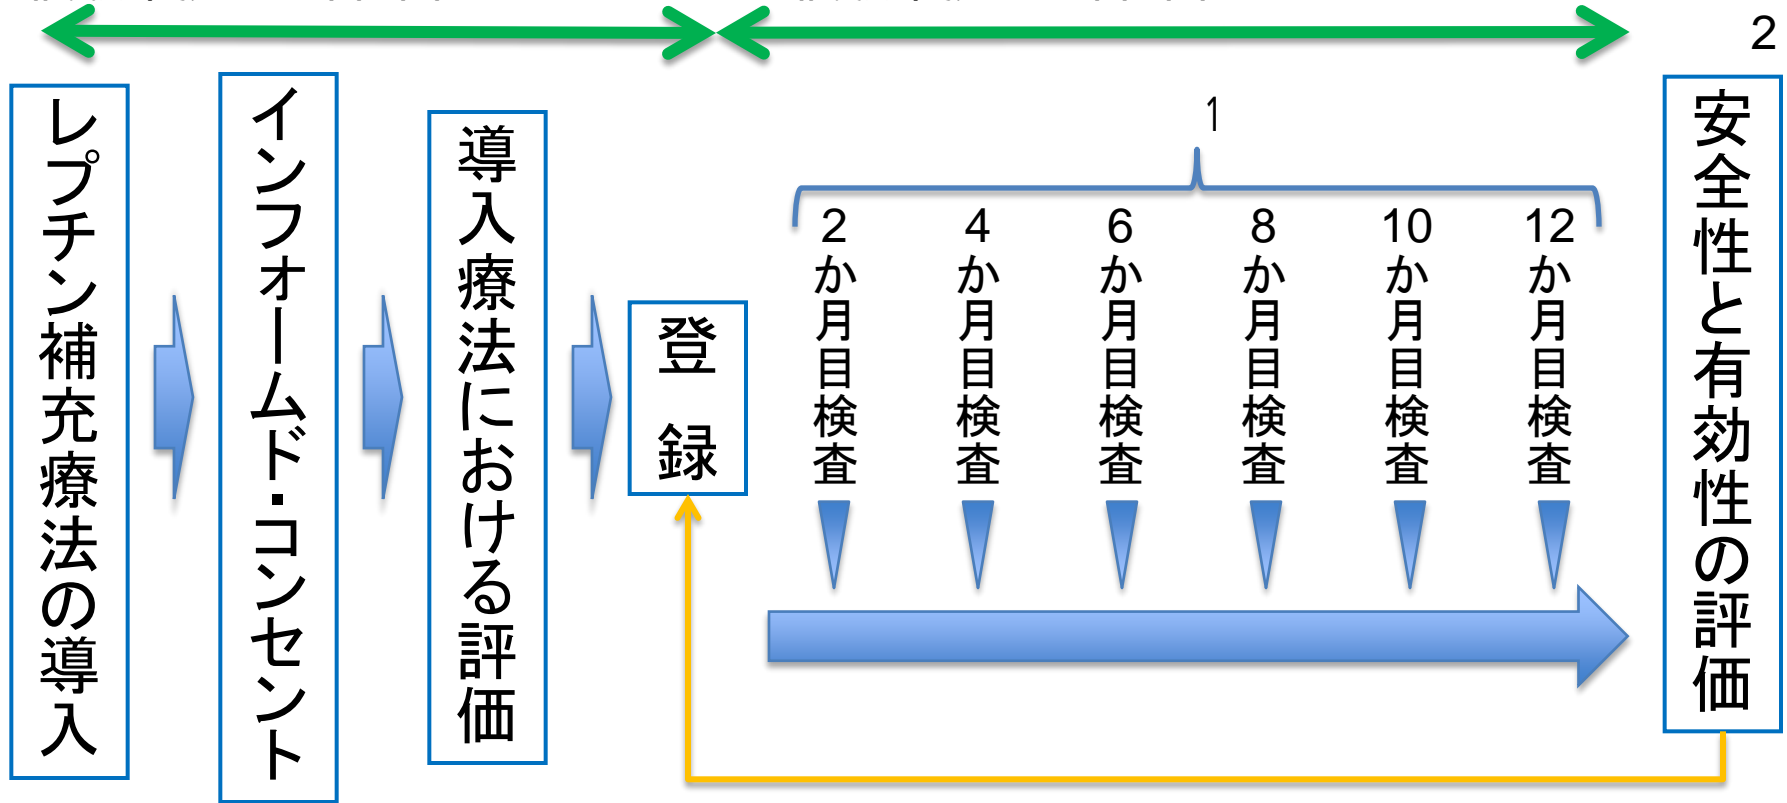 2
レプチン補充療法の導入
インフォームド・コンセント
導入療法における評価
登録
1
2か月目検査
4か月目検査
6か月目検査
8か月目検査
10か月目検査
12か月目検査
安全性と有効性の評価